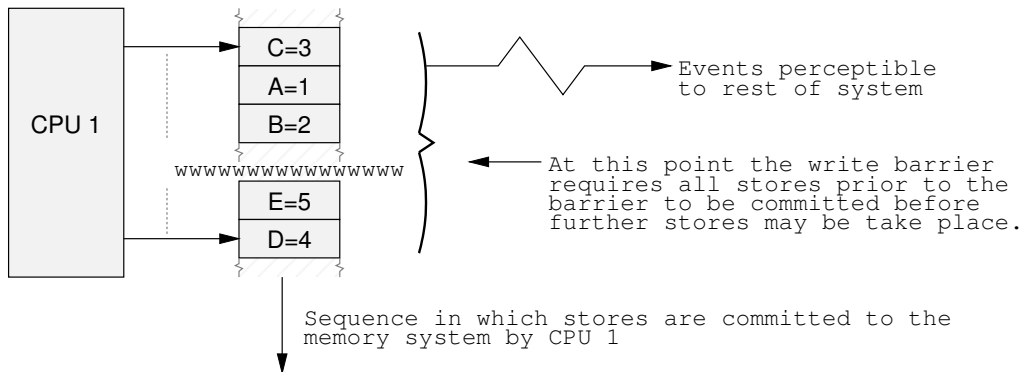 CPU 1
C=3
A=1
B=2
wwwwwwwwwwwwwwww
E=5
D=4
Events perceptible
to rest of system
At this point the write barrier
requires all stores prior to the
barrier to be committed before
further stores may be take place.
Sequence in which stores are committed to the
memory system by CPU 1